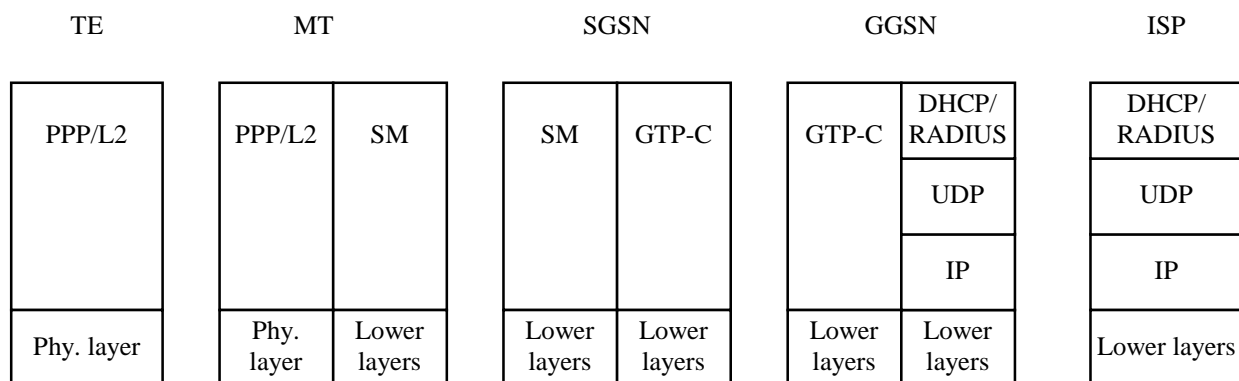 TE MT SGSN GGSN ISP
PPP/L2 PPP/L2 SM SM GTP-C GTP-C DHCP/ DHCP/
RADIUS RADIUS
UDP UDP
IP IP
Phy. layer Phy. Lower Lower Lower Lower Lower Lower layers
layer layers layers layers layers layers